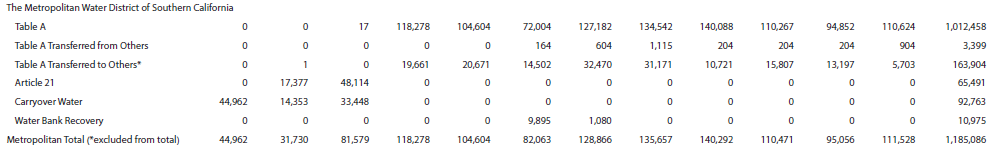 The Metropolitan Water District of Southern California
Table A 0 0 17 118,278 104,604 72,004 127,182 134,542 140,088 110,267 94,852 110,624 1,012,458
Table A Transferred from Others 0 0 0 0 0 164 604 1,115 204 204 204 904 3,399
Table A Transferred to Others* 0 1 0 19,661 20,671 14,502 32,470 31,171 10,721 15,807 13,197 5,703 163,904
Article 21 0 17,377 48,114 0 0 0 0 0 0 0 0 0 65,491
Carryover Water 44,962 14,353 33,448 0 0 0 0 0 0 0 0 0 92,763
Water Bank Recovery 0 0 0 0 0 9,895 1,080 0 0 0 0 0 10,975
Metropolitan Total (*excluded from total) 44,962 31,730 81,579 118,278 104,604 82,063 128,866 135,657 140,292 110,471 95,056 111,528 1,185,086